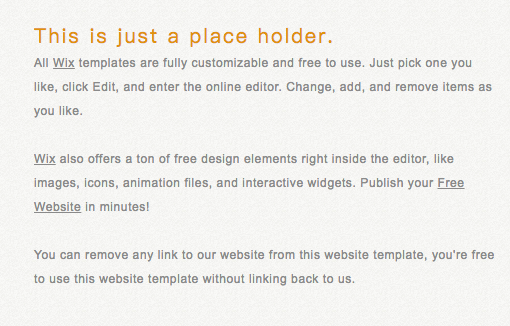 This is just a place holder.
All Wix templates are fully customizable and free to use. Just pick one you
like, click Edit, and enter the online editor. Change, add, and remove items as
you like.
Wix also offers a ton of free design elements right inside the editor, like
images, icons, animation files, and interactive widgets. Publish your Free
Website in minutes!
You can remove any link to our website from this website template, you're free
to use this website template without linking back to us.